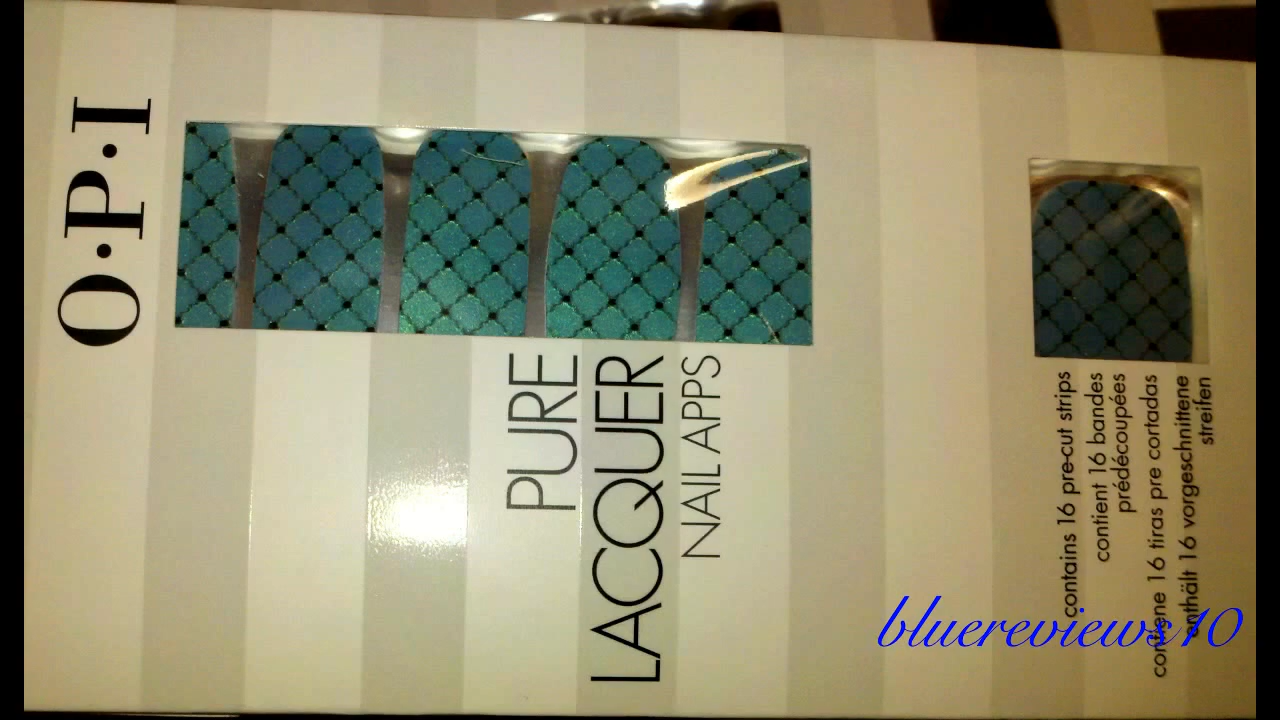 O·P·I
PURE
LACQUER
NAIL APPS
contains 16 pre-cut strips
contient 16 bandes
prédécoupées
contiene 16 tiras pre cortadas
enthält 16 vorgeschnittene
streifen
bluereviews10